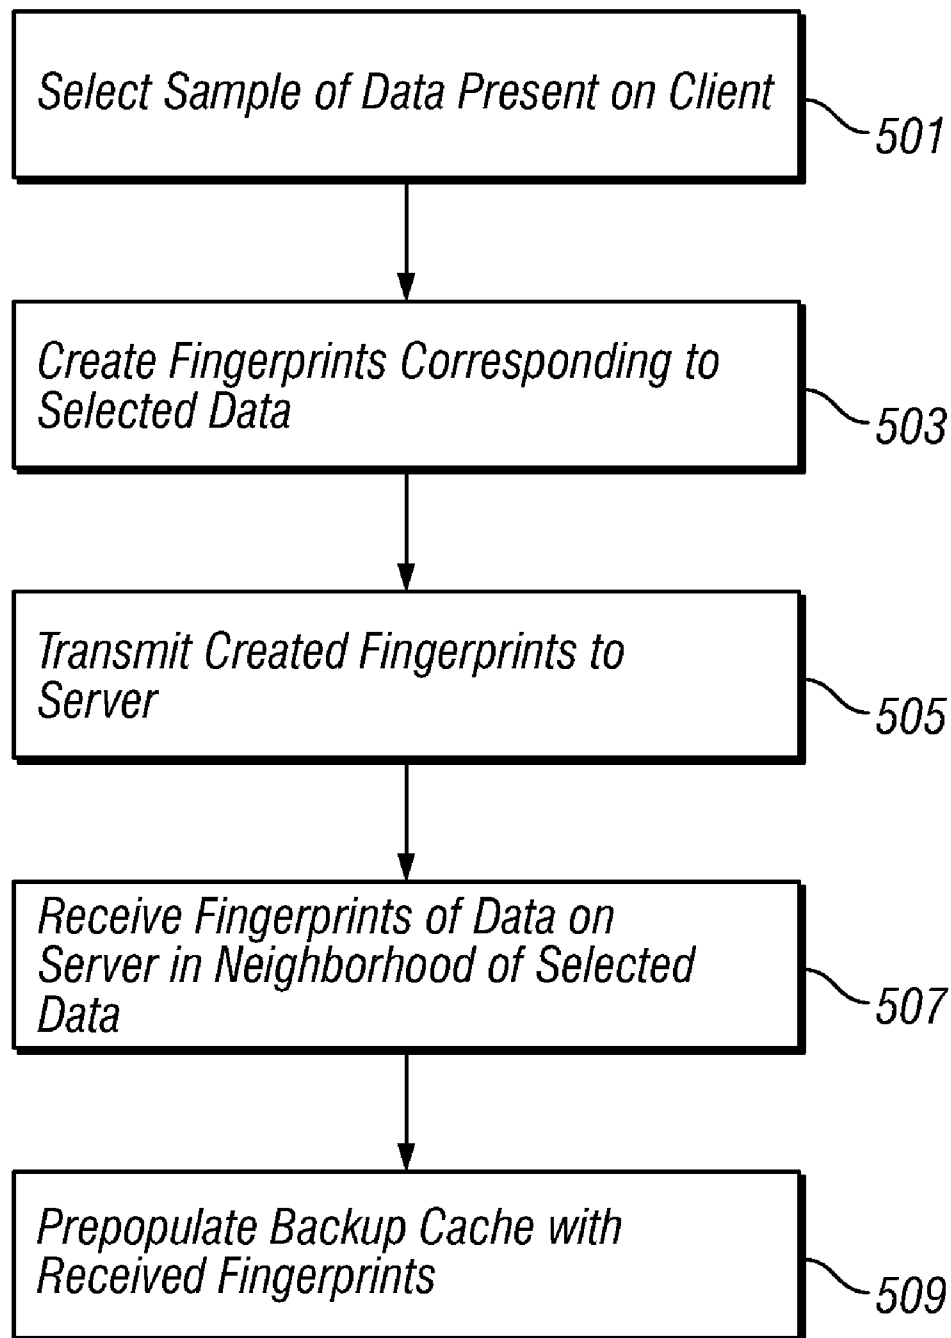 Select Sample of Data Present on Client
501
Create Fingerprints Corresponding to
Selected Data
503
Transmit Created Fingerprints to
Server
505
Receive Fingerprints of Data on
Server in Neighborhood of Selected
Data
507
Prepopulate Backup Cache with
Received Fingerprints
509